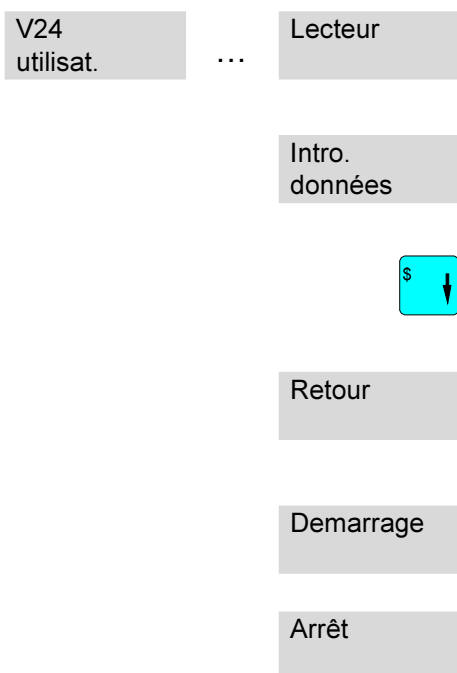 V24
utilisat.
...
Lecteur
Intro.
données
$
Retour
Demarrage
Arrêt